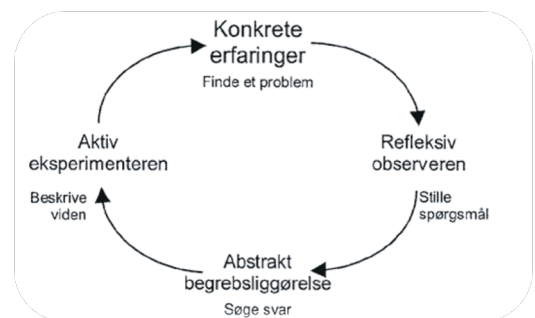 Konkrete
erfaringer
Finde et problem
Refleksiv
observeren
Stille
spørgsmål
Abstrakt
begrebsliggørelse
Søge svar
Aktiv
eksperimenteren
Beskrive
viden